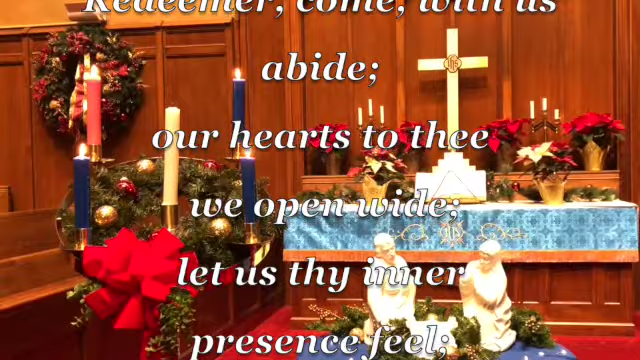 Redeemer, come, with us
abide;
our hearts to thee
we open wide;
let us thy inner
presence feel;